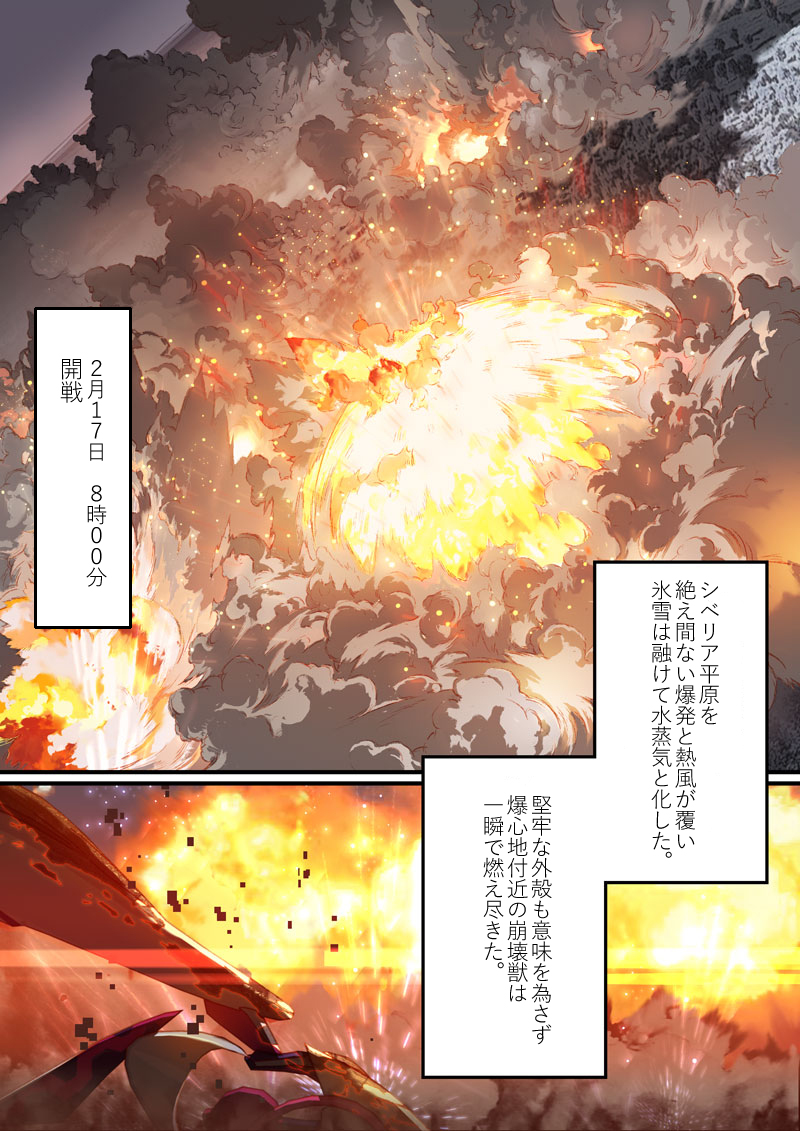 2月17日 8時00分
開戦
シベリア平原を
絶え間ない爆発と熱風が覆い
氷雪は融けて水蒸気と化した。
堅牢な外殻も意味を為さず
爆心地付近の崩壊獣は
一瞬で燃え尽きた。